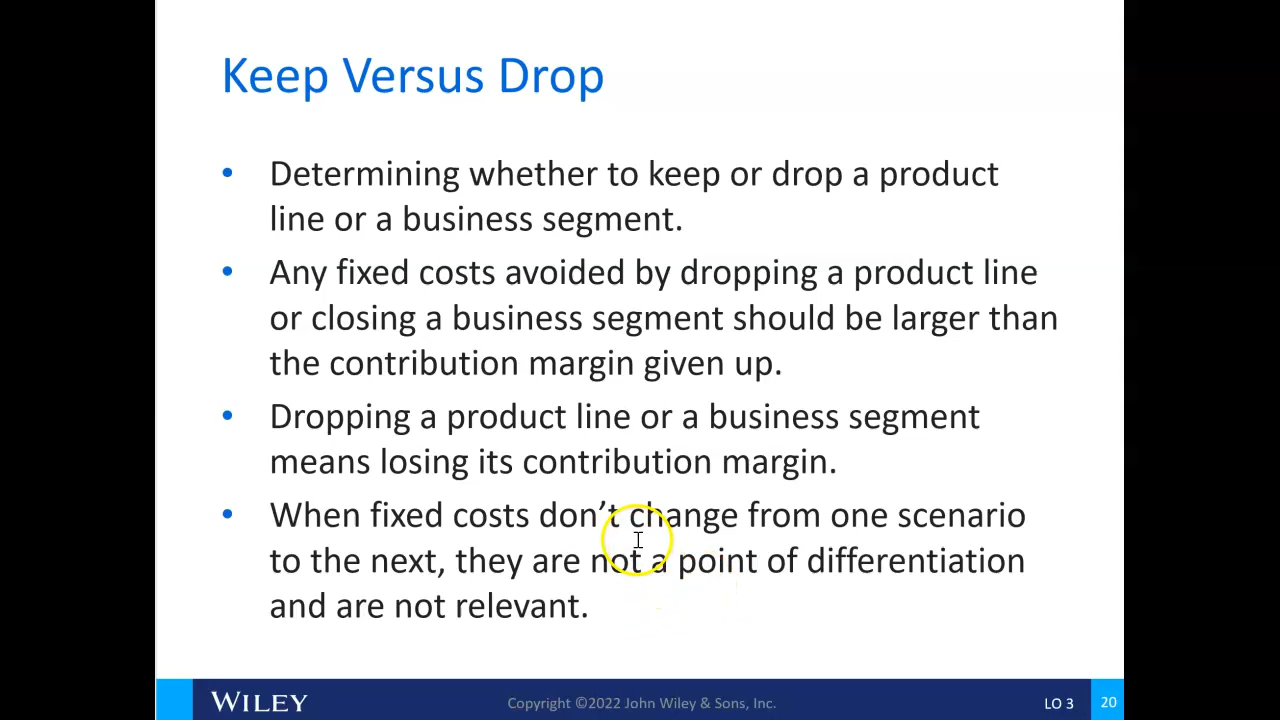 Keep Versus Drop
• Determining whether to keep or drop a product
line or a business segment.
• Any fixed costs avoided by dropping a product line
or closing a business segment should be larger than
the contribution margin given up.
• Dropping a product line or a business segment
means losing its contribution margin.
• When fixed costs don’t change from one scenario
to the next, they are not a point of differentiation
and are not relevant.
WILEY
Copyright ©2022 John Wiley & Sons, Inc.
LO 3
20